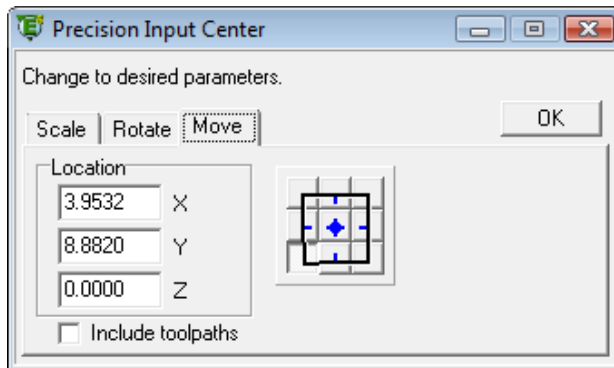 Precision Input Center
Change to desired parameters.
Scale Rotate Move OK
Location
3.9532 X
8.8820 Y
0.0000 Z
Include toolpaths